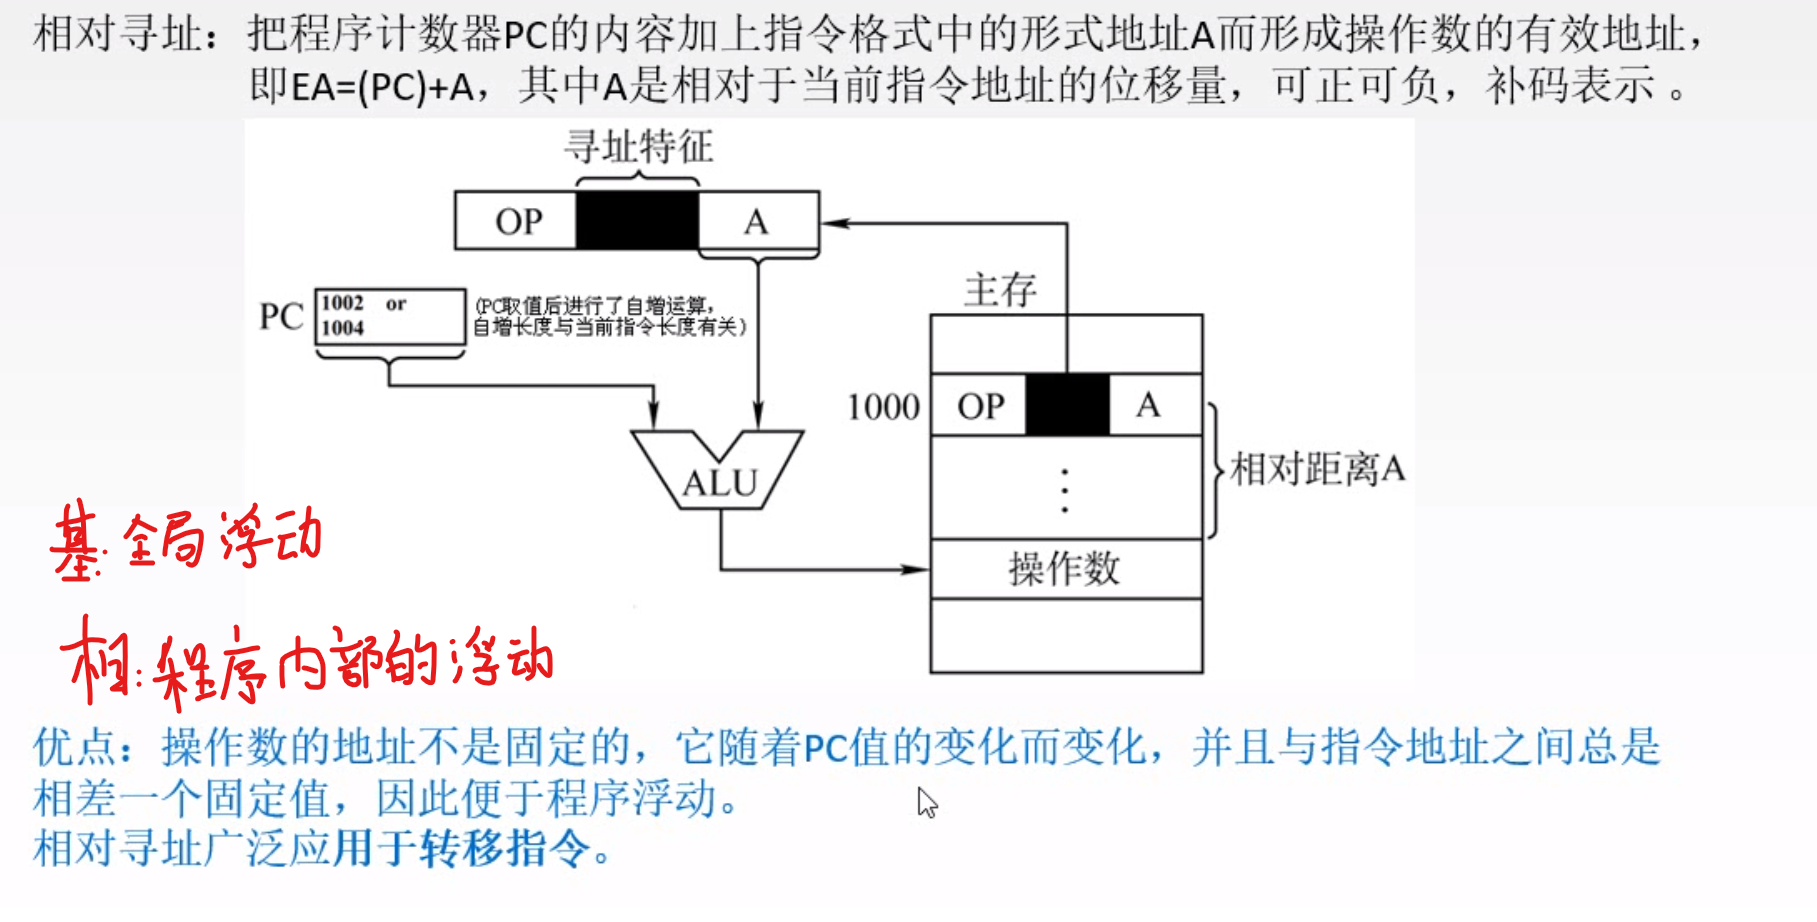 相对寻址：把程序计数器PC的内容加上指令格式中的形式地址A而形成操作数的有效地址，
即EA=(PC)+A，其中A是相对于当前指令地址的位移量，可正可负，补码表示 。
寻址特征
OP A
主存
PC 1002 or
1004
(PC取值后进行了自增运算，
自增长度与当前指令长度有关)
1000 OP A
ALU
相对距离A
操作数
基:全局浮动
相:程序内部的浮动
优点：操作数的地址不是固定的，它随着PC值的变化而变化，并且与指令地址之间总是
相差一个固定值，因此便于程序浮动。
相对寻址广泛应用于转移指令。